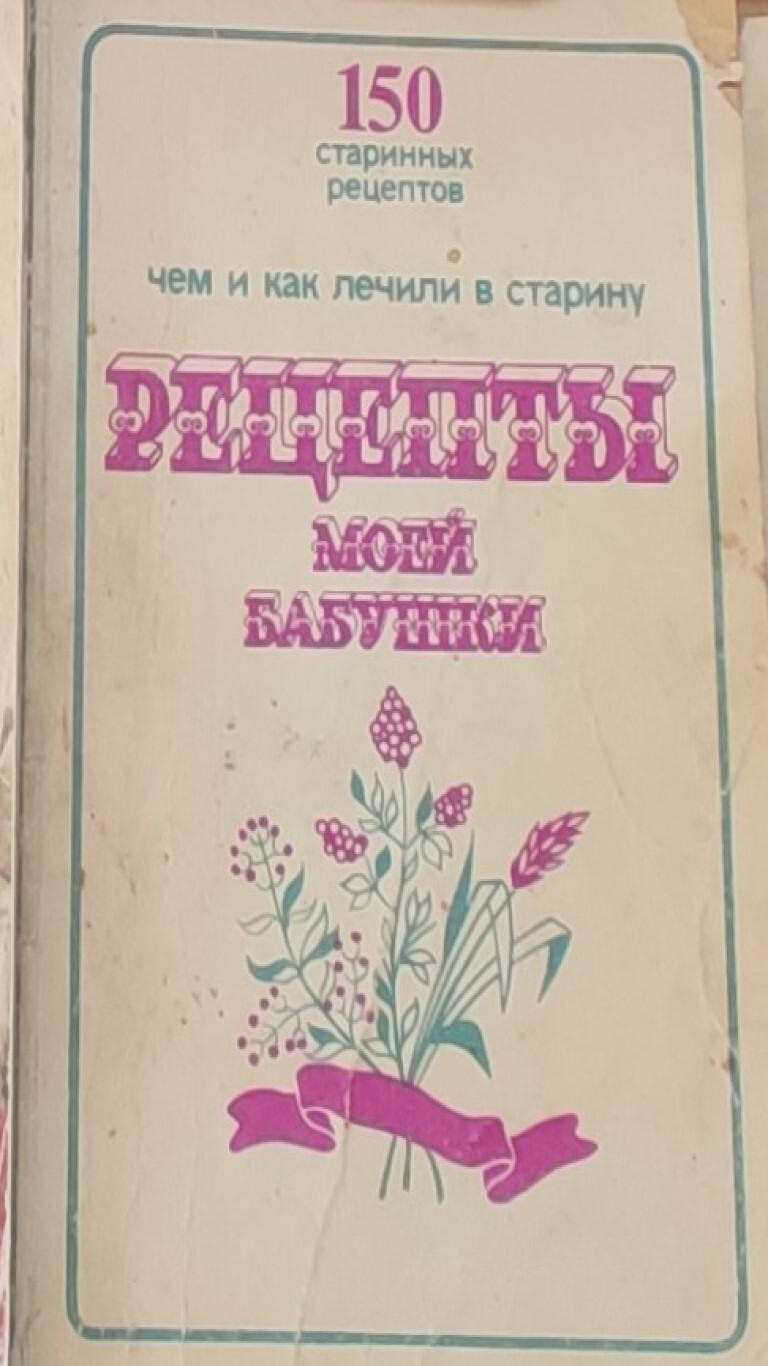 150
старинных
рецептов
чем и как лечили в старину
РЕЦЕПТЫ
МОЕЙ
БАБУШКИ